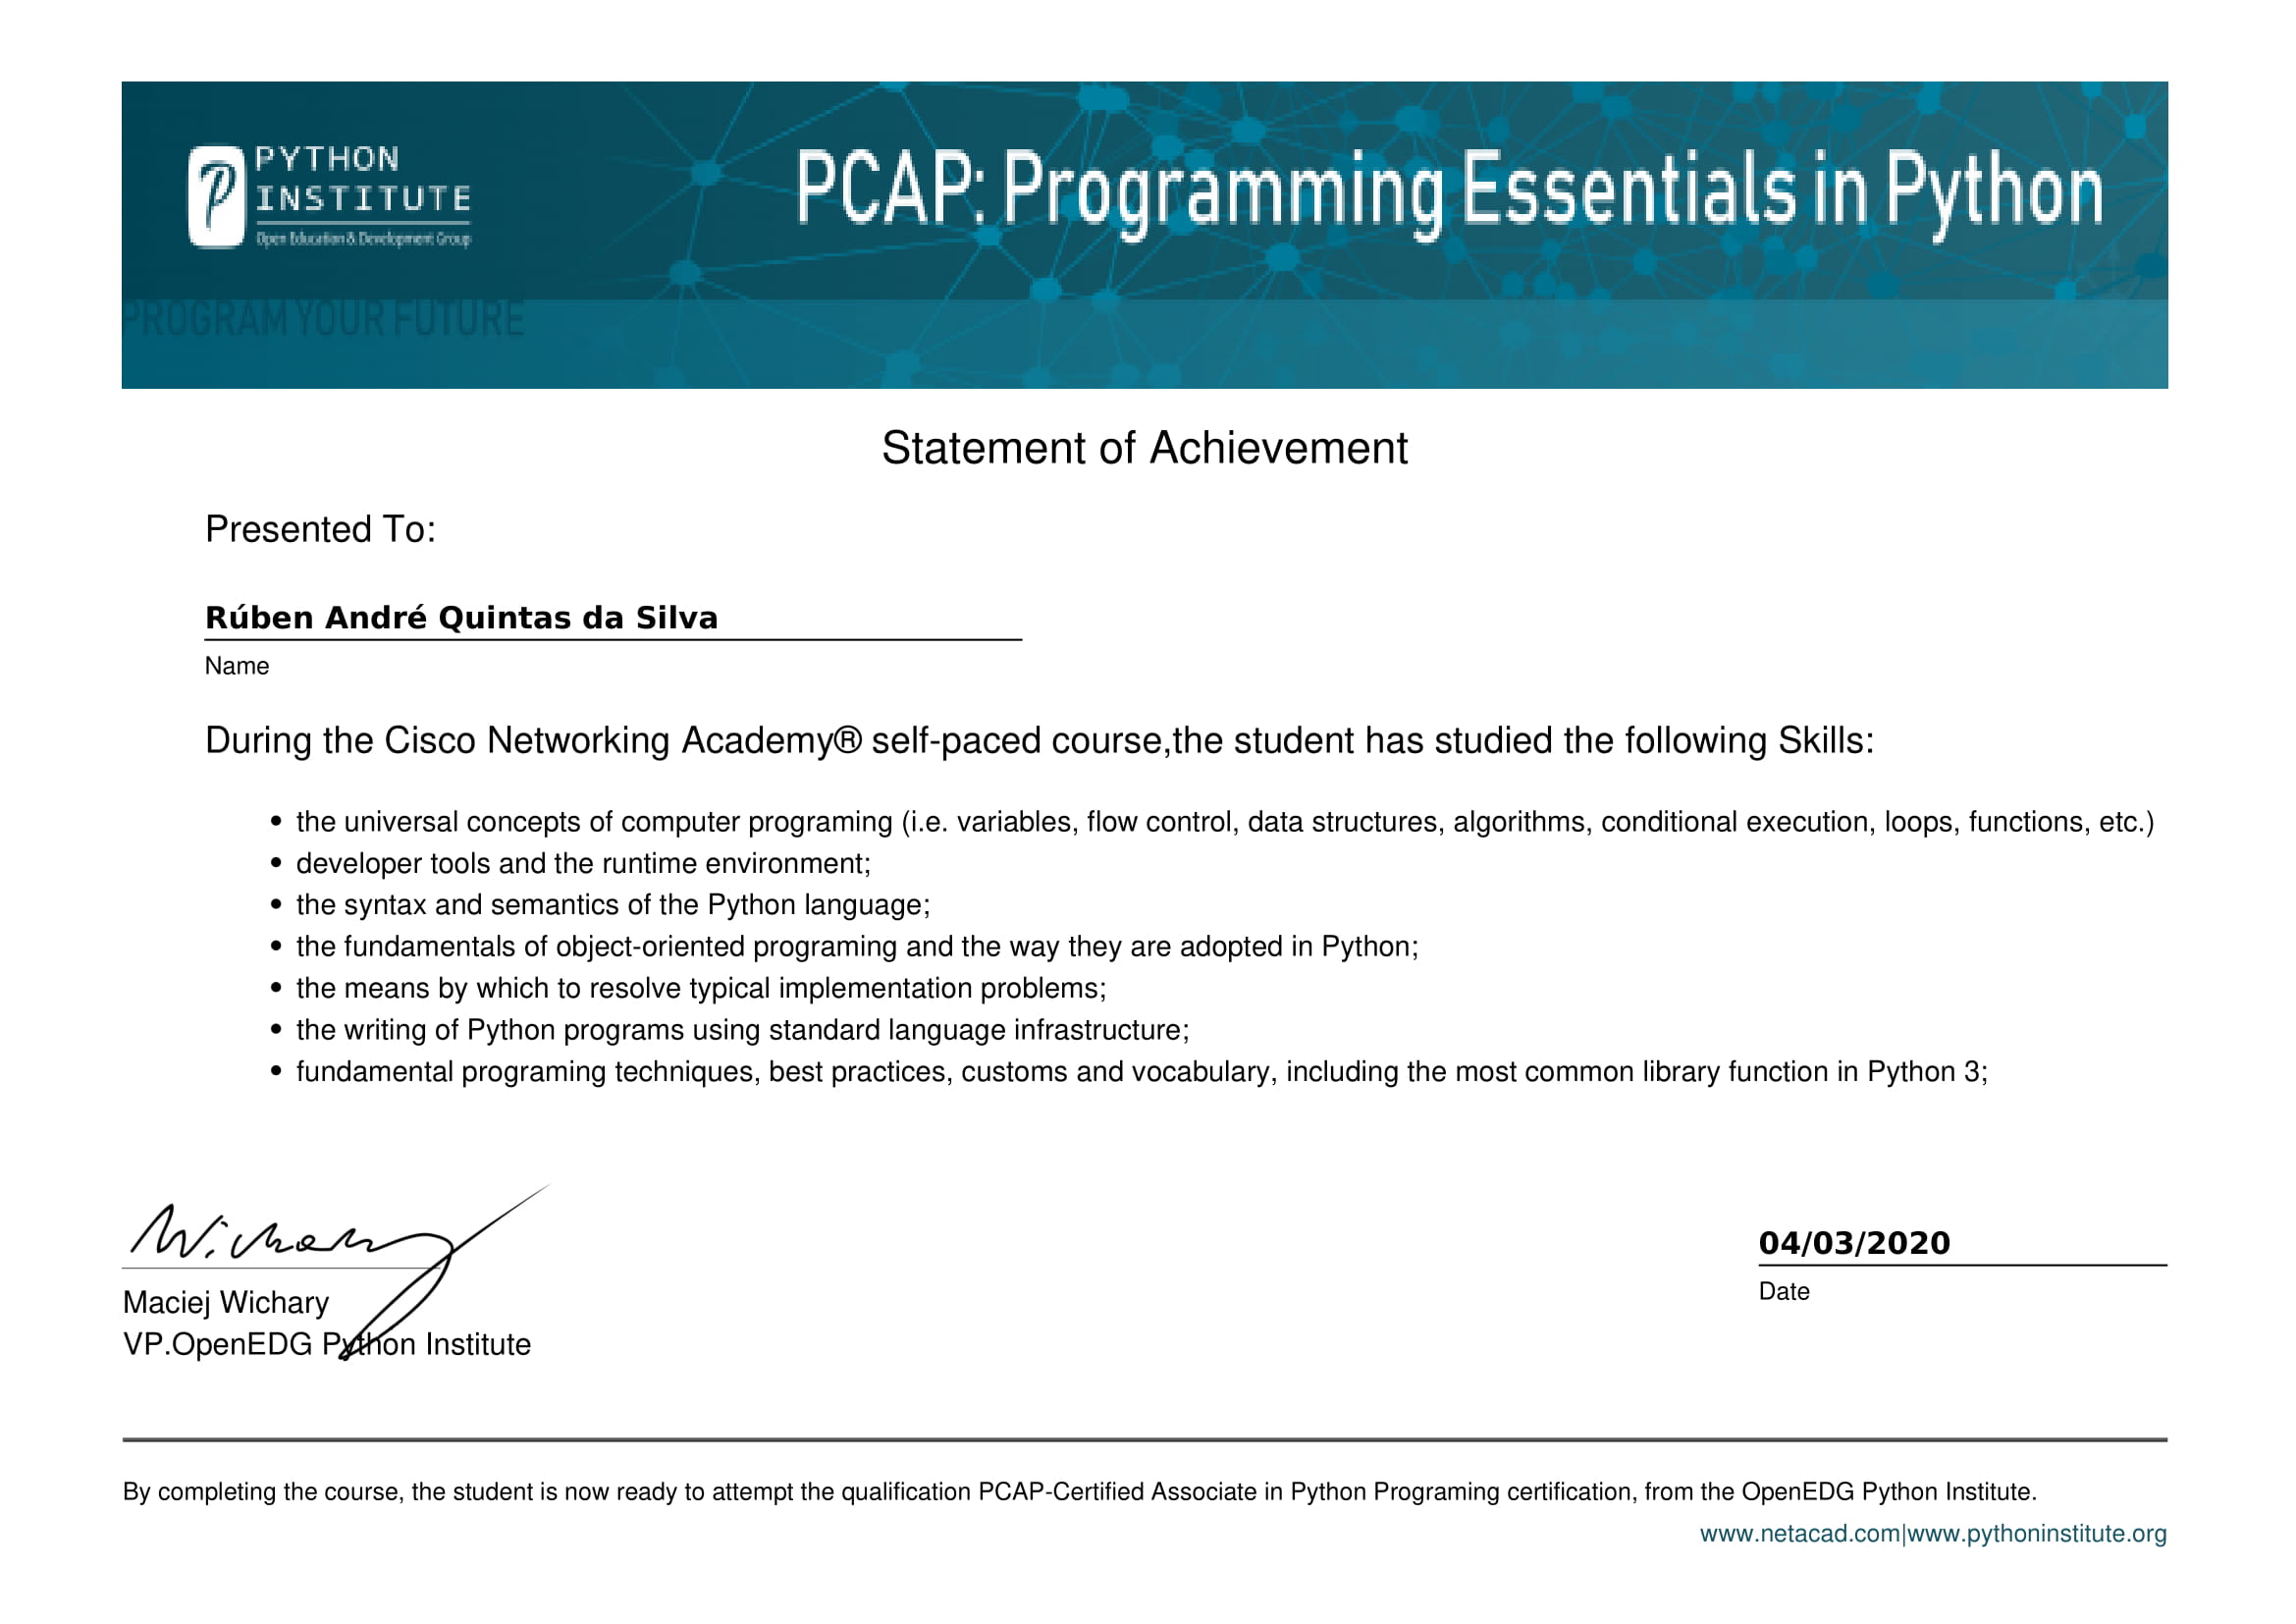 PYTHON
INSTITUTE
Open Education & Development Group
PCAP: Programming Essentials in Python
PROGRAM YOUR FUTURE
Statement of Achievement
Presented To:
Rúben André Quintas da Silva
Name
During the Cisco Networking Academy® self-paced course,the student has studied the following Skills:
• the universal concepts of computer programing (i.e. variables, flow control, data structures, algorithms, conditional execution, loops, functions, etc.)
• developer tools and the runtime environment;
• the syntax and semantics of the Python language;
• the fundamentals of object-oriented programing and the way they are adopted in Python;
• the means by which to resolve typical implementation problems;
• the writing of Python programs using standard language infrastructure;
• fundamental programing techniques, best practices, customs and vocabulary, including the most common library function in Python 3;
Wichary
Maciej Wichary
VP.OpenEDG Python Institute
04/03/2020
Date
By completing the course, the student is now ready to attempt the qualification PCAP-Certified Associate in Python Programing certification, from the OpenEDG Python Institute.
www.netacad.com|www.pythoninstitute.org